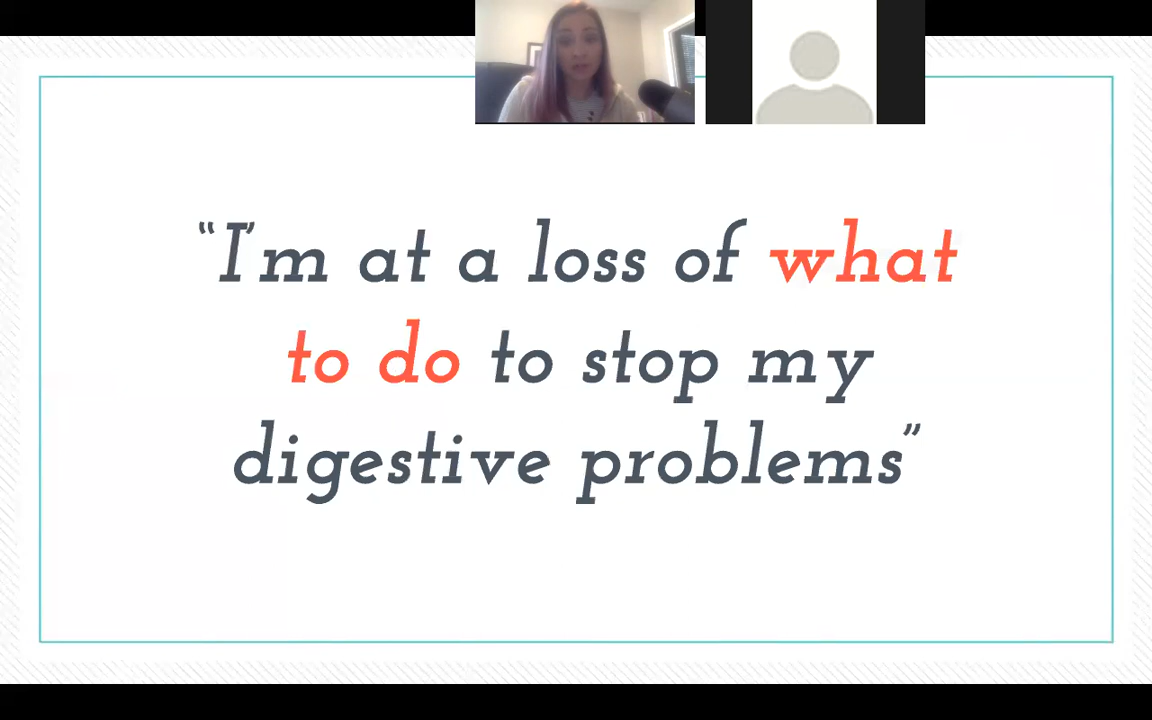 “I’m at a loss of what
to do to stop my
digestive problems”